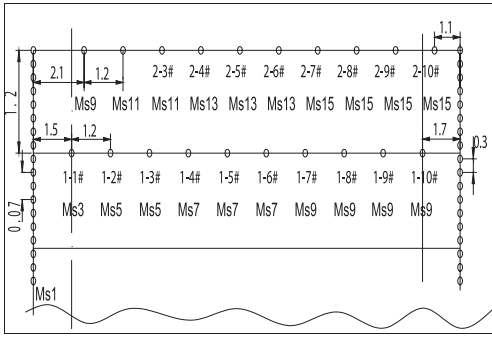 1.1
2.1 1.2 2-3# 2-4# 2-5# 2-6# 2-7# 2-8# 2-9# 2-10#
Ms9 Ms11 Ms11 Ms13 Ms13 Ms13 Ms15 Ms15 Ms15 Ms15
1.2
1.5 1.2 1.7
0.3
1-1# 1-2# 1-3# 1-4# 1-5# 1-6# 1-7# 1-8# 1-9# 1-10#
Ms3 Ms5 Ms5 Ms7 Ms7 Ms7 Ms9 Ms9 Ms9 Ms9
0.07
Ms1